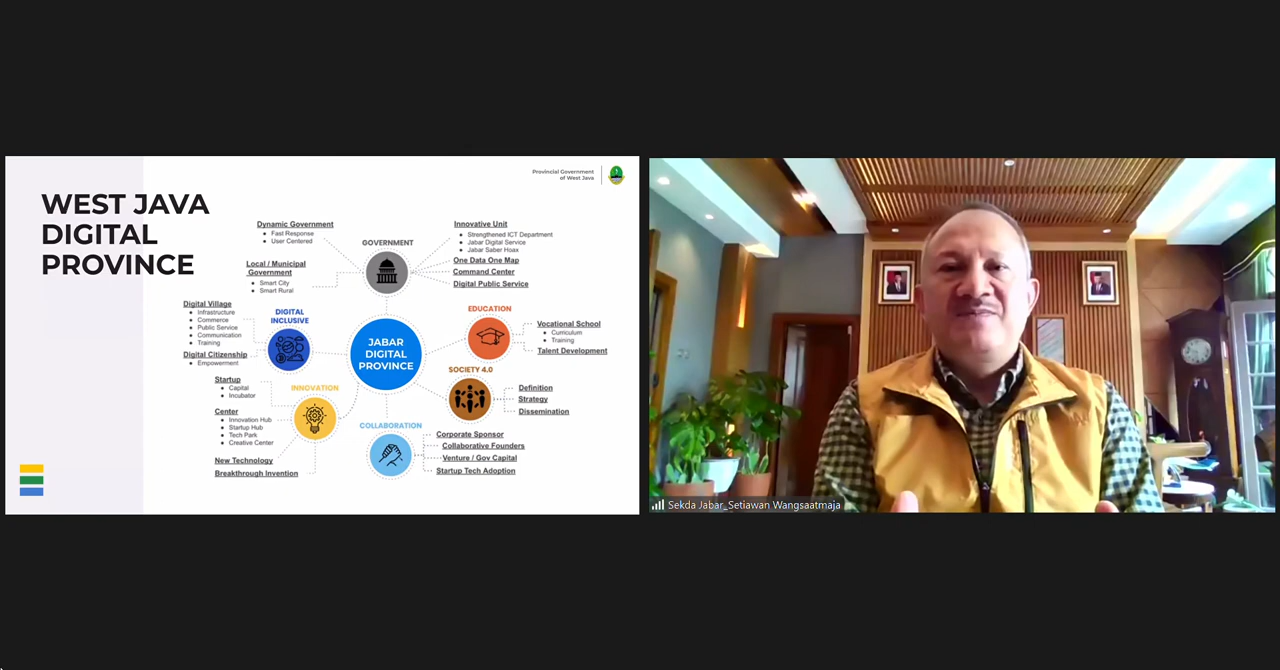 Provincial Government
of West Java
WEST JAVA
DIGITAL
PROVINCE
Dynamic Government
Fast Response
User Centered
Local / Municipal
Government
Smart City
Smart Rural
GOVERNMENT
Innovative Unit
Strengthened ICT Department
Jabar Digital Service
Jabar Saber Hoax
One Data One Map
Command Center
Digital Public Service
Digital Village
Infrastructure
Commerce
Public Service
Communication
Training
Digital Citizenship
Empowerment
DIGITAL
INCLUSIVE
JABAR
DIGITAL
PROVINCE
EDUCATION
Vocational School
Curriculum
Training
Talent Development
SOCIETY 4.0
Definition
Strategy
Dissemination
Startup
Capital
Incubator
Center
Innovation Hub
Startup Hub
Tech Park
Creative Center
New Technology
Breakthrough Invention
INNOVATION
COLLABORATION
Corporate Sponsor
Collaborative Founders
Venture / Gov Capital
Startup Tech Adoption
Sekda Jabar_Setiawan Wangsaatmaja